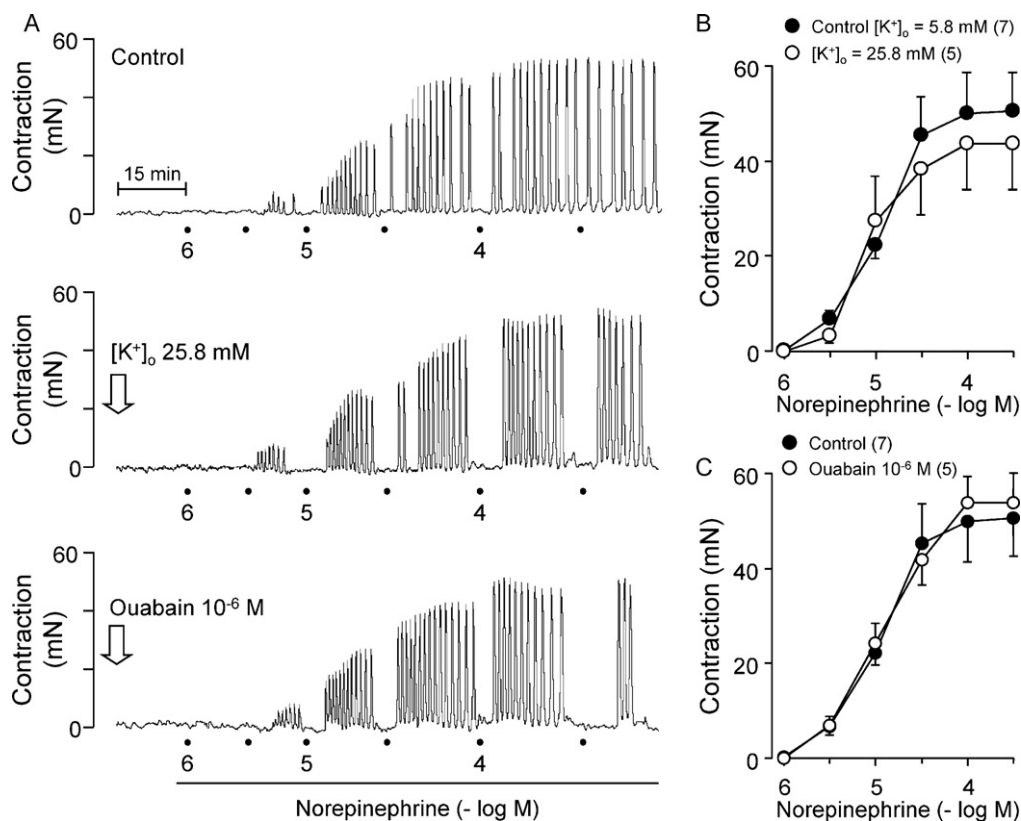 A
60
Control
Contraction
(mN)
15 min
0
6 5 4
60
[K⁺]ₒ 25.8 mM
Contraction
(mN)
0
6 5 4
60
Ouabain 10⁻⁶ M
Contraction
(mN)
0
6 5 4
Norepinephrine (- log M)
B
Control [K⁺]ₒ = 5.8 mM (7)
[K⁺]ₒ = 25.8 mM (5)
60
40
20
0
Contraction (mN)
6 5 4
Norepinephrine (- log M)
C
Control (7)
Ouabain 10⁻⁶ M (5)
60
40
20
0
Contraction (mN)
6 5 4
Norepinephrine (- log M)